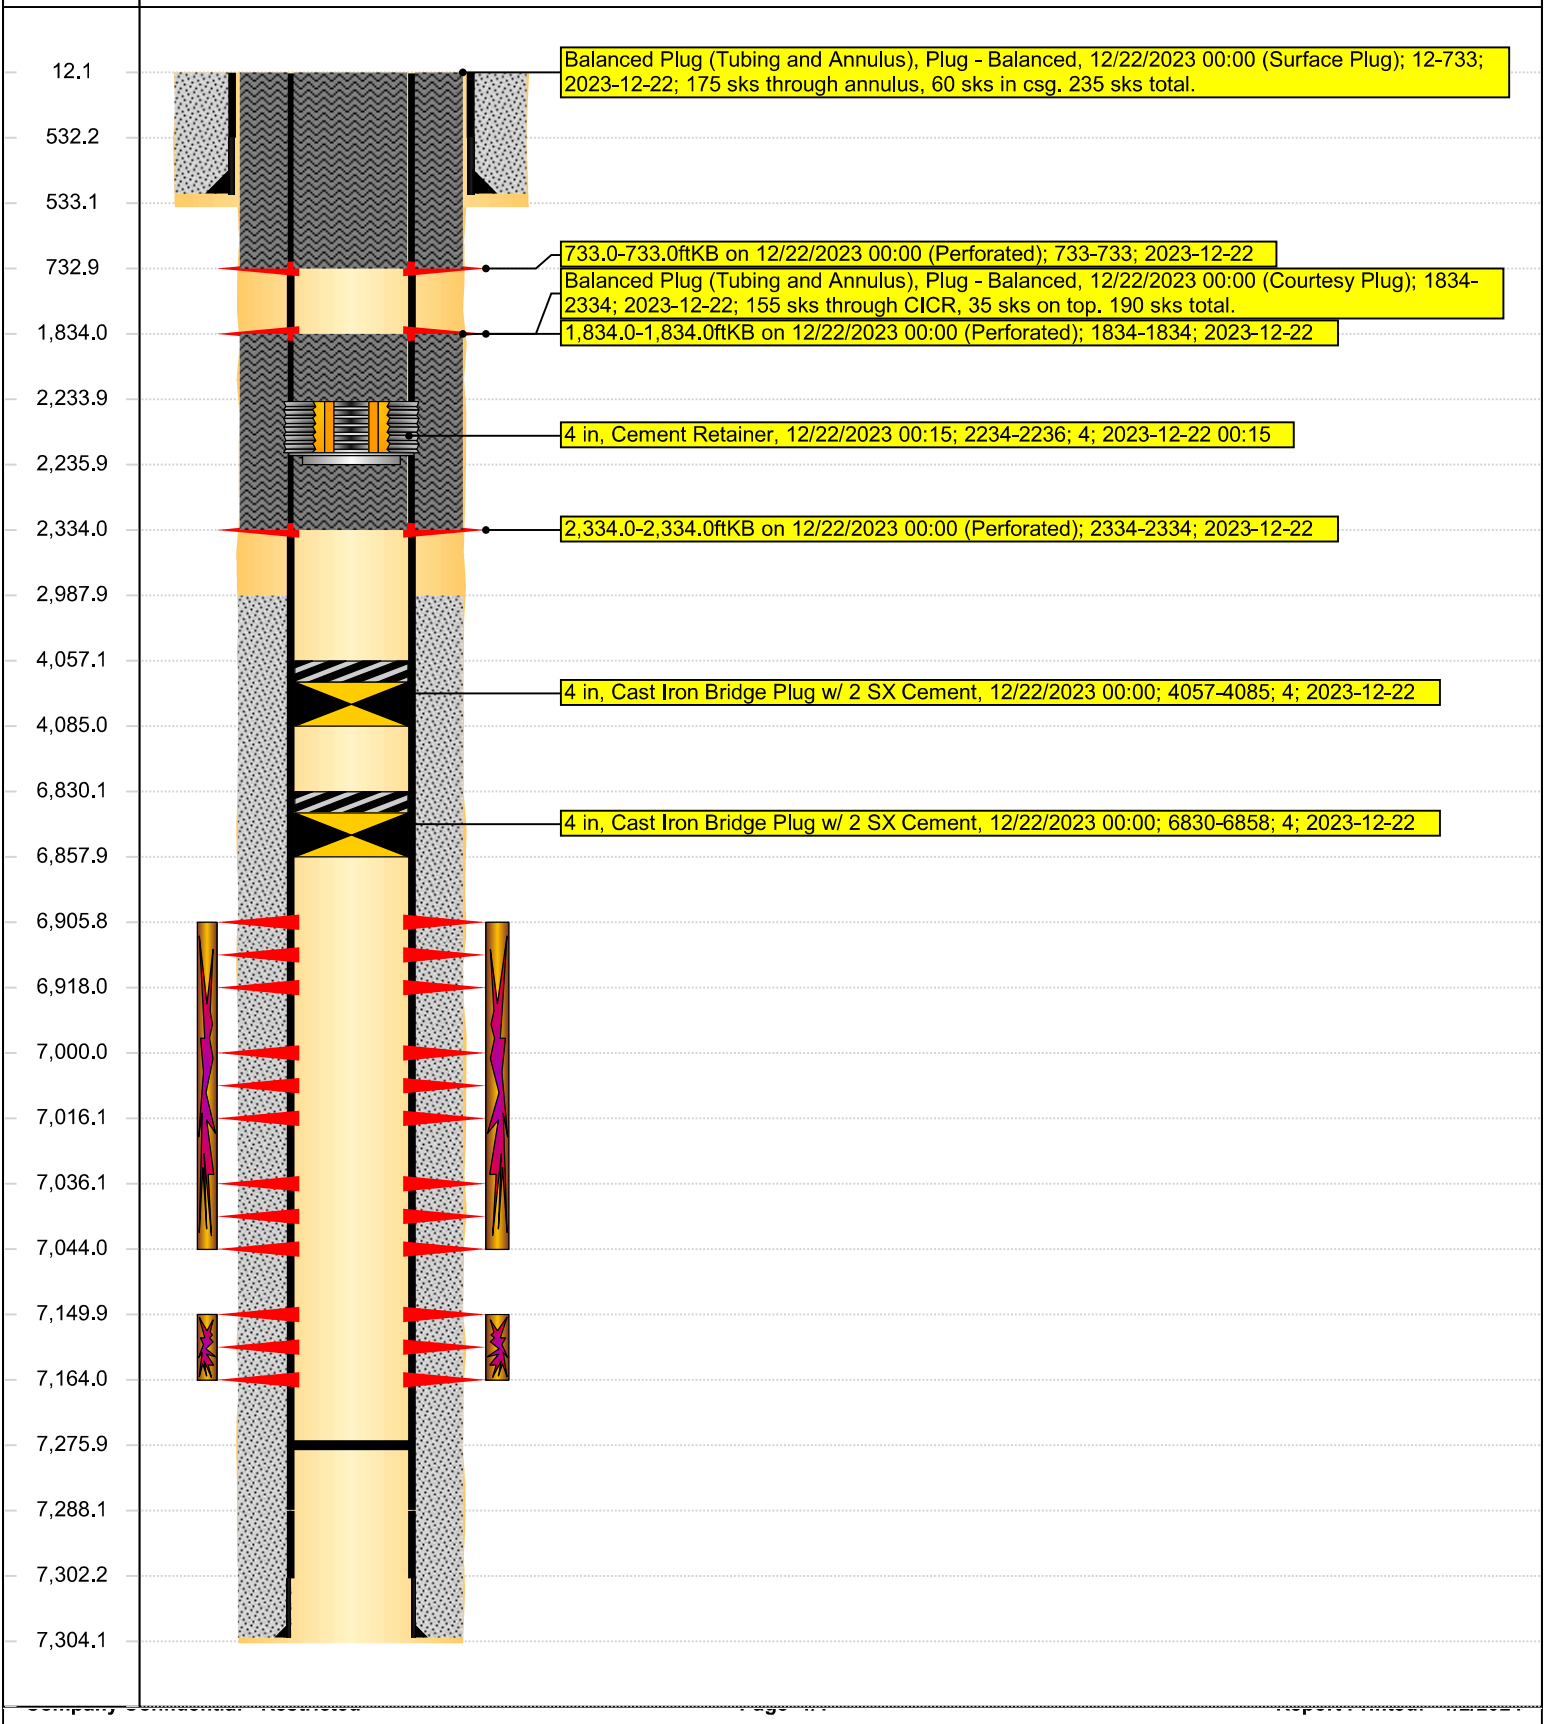 12.1
Balanced Plug (Tubing and Annulus), Plug - Balanced, 12/22/2023 00:00 (Surface Plug); 12-733;
2023-12-22; 175 sks through annulus, 60 sks in csg. 235 sks total.
532.2
533.1
733.0-733.0ftKB on 12/22/2023 00:00 (Perforated); 733-733; 2023-12-22
732.9
Balanced Plug (Tubing and Annulus), Plug - Balanced, 12/22/2023 00:00 (Courtesy Plug); 1834-
2334; 2023-12-22; 155 sks through CICR, 35 sks on top. 190 sks total.
1,834.0
1,834.0-1,834.0ftKB on 12/22/2023 00:00 (Perforated); 1834-1834; 2023-12-22
2,233.9
4 in, Cement Retainer, 12/22/2023 00:15; 2234-2236; 4; 2023-12-22 00:15
2,235.9
2,334.0
2,334.0-2,334.0ftKB on 12/22/2023 00:00 (Perforated); 2334-2334; 2023-12-22
2,987.9
4,057.1
4 in, Cast Iron Bridge Plug w/ 2 SX Cement, 12/22/2023 00:00; 4057-4085; 4; 2023-12-22
4,085.0
6,830.1
4 in, Cast Iron Bridge Plug w/ 2 SX Cement, 12/22/2023 00:00; 6830-6858; 4; 2023-12-22
6,857.9
6,905.8
6,918.0
7,000.0
7,016.1
7,036.1
7,044.0
7,149.9
7,164.0
7,275.9
7,288.1
7,302.2
7,304.1